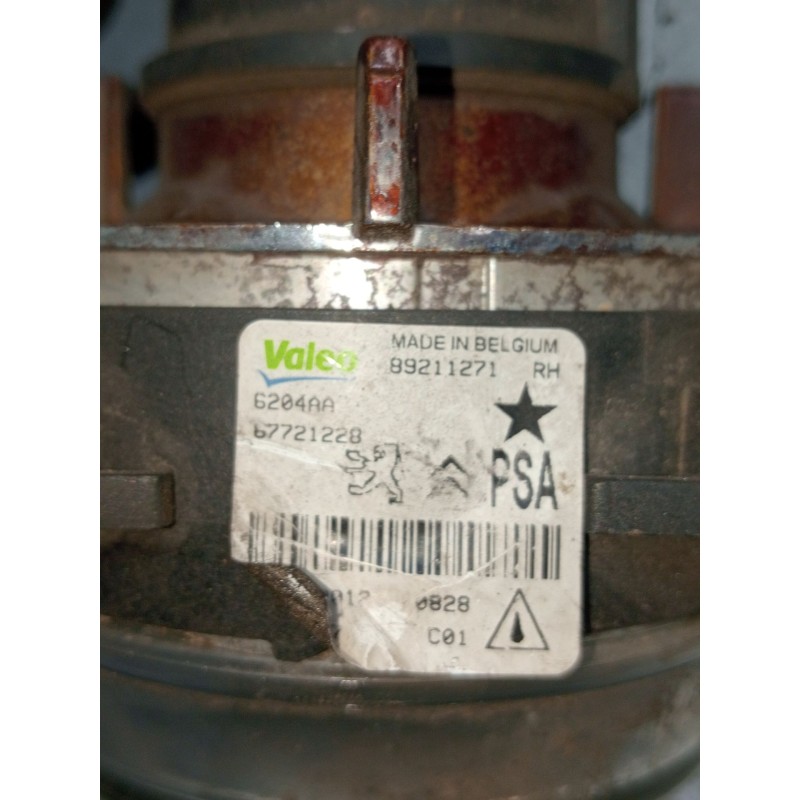 Valeo
MADE IN BELGIUM
89211271 RH
6204AA
67721228
PSA
0828
C01